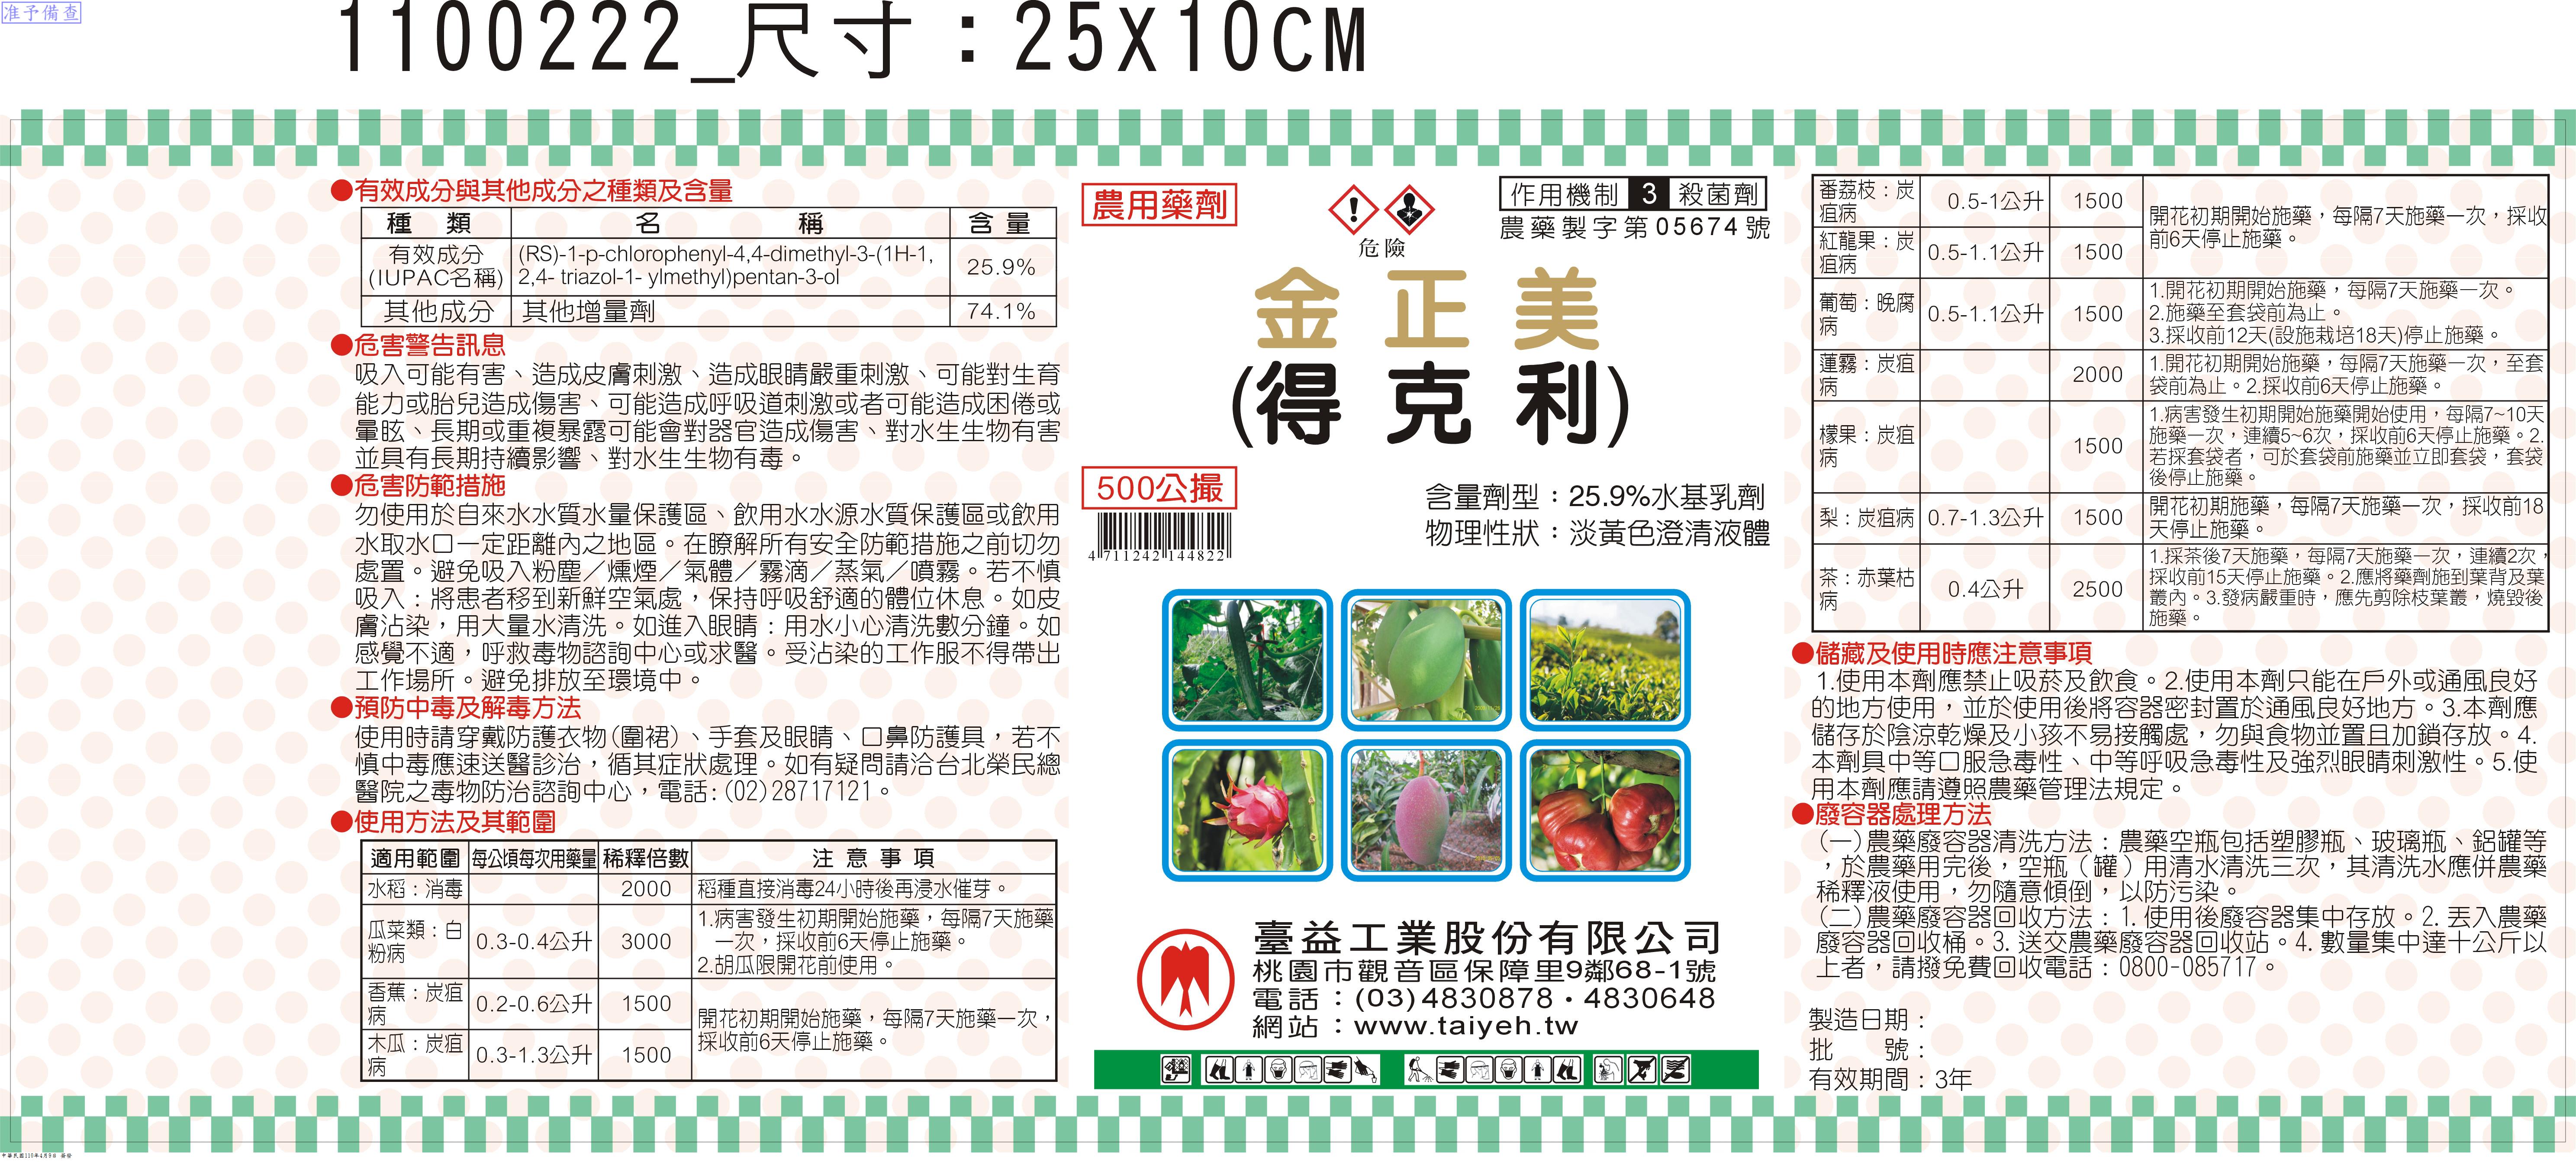 准予備查
1100222_尺寸：25X10CM
●有效成分與其他成分之種類及含量
種 類 名 稱 含 量
有效成分
(IUPAC名稱)
(RS)-1-p-chlorophenyl-4,4-dimethyl-3-(1H-1,
2,4- triazol-1- ylmethyl)pentan-3-ol
25.9%
其他成分 其他增量劑 74.1%
●危害警告訊息
吸入可能有害、造成皮膚刺激、造成眼睛嚴重刺激、可能對生育
能力或胎兒造成傷害、可能造成呼吸道刺激或者可能造成困倦或
暈眩、長期或重複暴露可能會對器官造成傷害、對水生生物有害
並具有長期持續影響、對水生生物有毒。
●危害防範措施
勿使用於自來水水質水量保護區、飲用水水源水質保護區或飲用
水取水口一定距離內之地區。在瞭解所有安全防範措施之前切勿
處置。避免吸入粉塵／燻煙／氣體／霧滴／蒸氣／噴霧。若不慎
吸入：將患者移到新鮮空氣處，保持呼吸舒適的體位休息。如皮
膚沾染，用大量水清洗。如進入眼睛：用水小心清洗數分鐘。如
感覺不適，呼救毒物諮詢中心或求醫。受沾染的工作服不得帶出
工作場所。避免排放至環境中。
●預防中毒及解毒方法
使用時請穿戴防護衣物(圍裙)、手套及眼睛、口鼻防護具，若不
慎中毒應速送醫診治，循其症狀處理。如有疑問請洽台北榮民總
醫院之毒物防治諮詢中心，電話:(02)28717121。
●使用方法及其範圍
適用範圍 每公頃每次用藥量 稀釋倍數 注 意 事 項
水稻：消毒 2000 稻種直接消毒24小時後再浸水催芽。
瓜菜類：白
粉病
0.3-0.4公升 3000
1.病害發生初期開始施藥，每隔7天施藥
一次，採收前6天停止施藥。
2.胡瓜限開花前使用。
香蕉：炭疽
病
0.2-0.6公升 1500
木瓜：炭疽
病
0.3-1.3公升 1500
開花初期開始施藥，每隔7天施藥一次，
採收前6天停止施藥。
農用藥劑
危險
作用機制 3 殺菌劑
農藥製字第05674號
金正美
(得克利)
500公撮
4 711242 144822
含量劑型：25.9%水基乳劑
物理性狀：淡黃色澄清液體
臺益工業股份有限公司
桃園市觀音區保障里9鄰68-1號
電話：(03)4830878・4830648
網站：www.taiyeh.tw
番荔枝：炭
疽病
0.5-1公升 1500
紅龍果：炭
疽病
0.5-1.1公升 1500
開花初期開始施藥，每隔7天施藥一次，採收
前6天停止施藥。
葡萄：晚腐
病
0.5-1.1公升 1500
1.開花初期開始施藥，每隔7天施藥一次。
2.施藥至套袋前為止。
3.採收前12天(設施栽培18天)停止施藥。
蓮霧：炭疽
病
2000
1.開花初期開始施藥，每隔7天施藥一次，至套
袋前為止。2.採收前6天停止施藥。
檬果：炭疽
病
1500
1.病害發生初期開始施藥開始使用，每隔7~10天
施藥一次，連續5~6次，採收前6天停止施藥。2.
若採套袋者，可於套袋前施藥並立即套袋，套袋
後停止施藥。
梨：炭疽病 0.7-1.3公升 1500
開花初期施藥，每隔7天施藥一次，採收前18
天停止施藥。
茶：赤葉枯
病
0.4公升 2500
1.採茶後7天施藥，每隔7天施藥一次，連續2次，
採收前15天停止施藥。2.應將藥劑施到葉背及葉
叢內。3.發病嚴重時，應先剪除枝葉叢，燒毀後
施藥。
●儲藏及使用時應注意事項
1.使用本劑應禁止吸菸及飲食。2.使用本劑只能在戶外或通風良好
的地方使用，並於使用後將容器密封置於通風良好地方。3.本劑應
儲存於陰涼乾燥及小孩不易接觸處，勿與食物並置且加鎖存放。4.
本劑具中等口服急毒性、中等呼吸急毒性及強烈眼睛刺激性。5.使
用本劑應請遵照農藥管理法規定。
●廢容器處理方法
(一)農藥廢容器清洗方法：農藥空瓶包括塑膠瓶、玻璃瓶、鋁罐等
，於農藥用完後，空瓶（罐）用清水清洗三次，其清洗水應併農藥
稀釋液使用，勿隨意傾倒，以防污染。
(二)農藥廢容器回收方法：1.使用後廢容器集中存放。2.丟入農藥
廢容器回收桶。3.送交農藥廢容器回收站。4.數量集中達十公斤以
上者，請撥免費回收電話：0800-085717。
製造日期：
批 號：
有效期間：3年